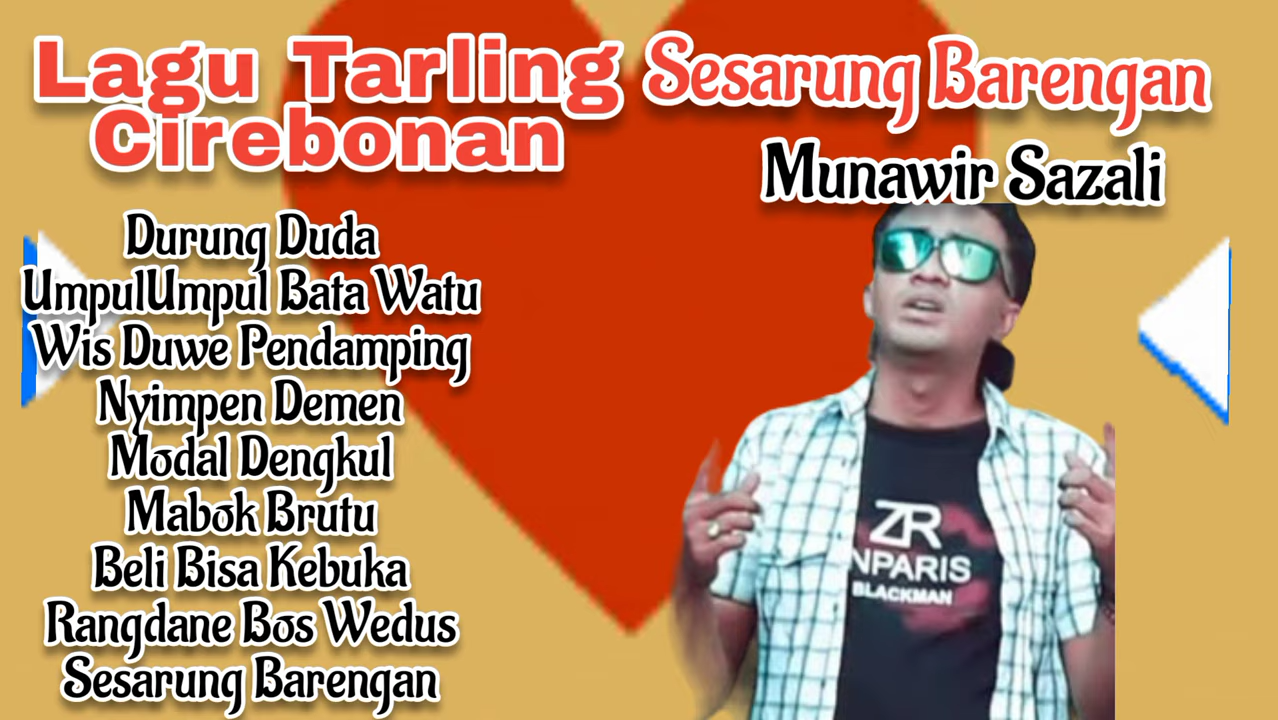 Lagu Tarling
Cirebonan
Sesarung Barengan
Munawir Sazali
Durung Duda
UmpulUmpul Bata Watu
Wis Duwe Pendamping
Nyimpen Demen
Modal Dengkul
Mabok Brutu
Beli Bisa Kebuka
Rangdane Bos Wedus
Sesarung Barengan
ZR
NPARIS
BLACKMAN